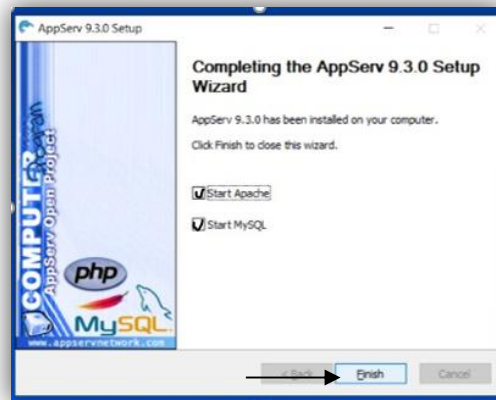 AppServ 9.3.0 Setup
Completing the AppServ 9.3.0 Setup
Wizard
AppServ 9.3.0 has been installed on your computer.
Click Finish to close this wizard.
Start Apache
Start MySQL
COMPUTER
program
AppServ Open Project
php
MySQL
www.appservnetwork.com
< Back
Finish
Cancel